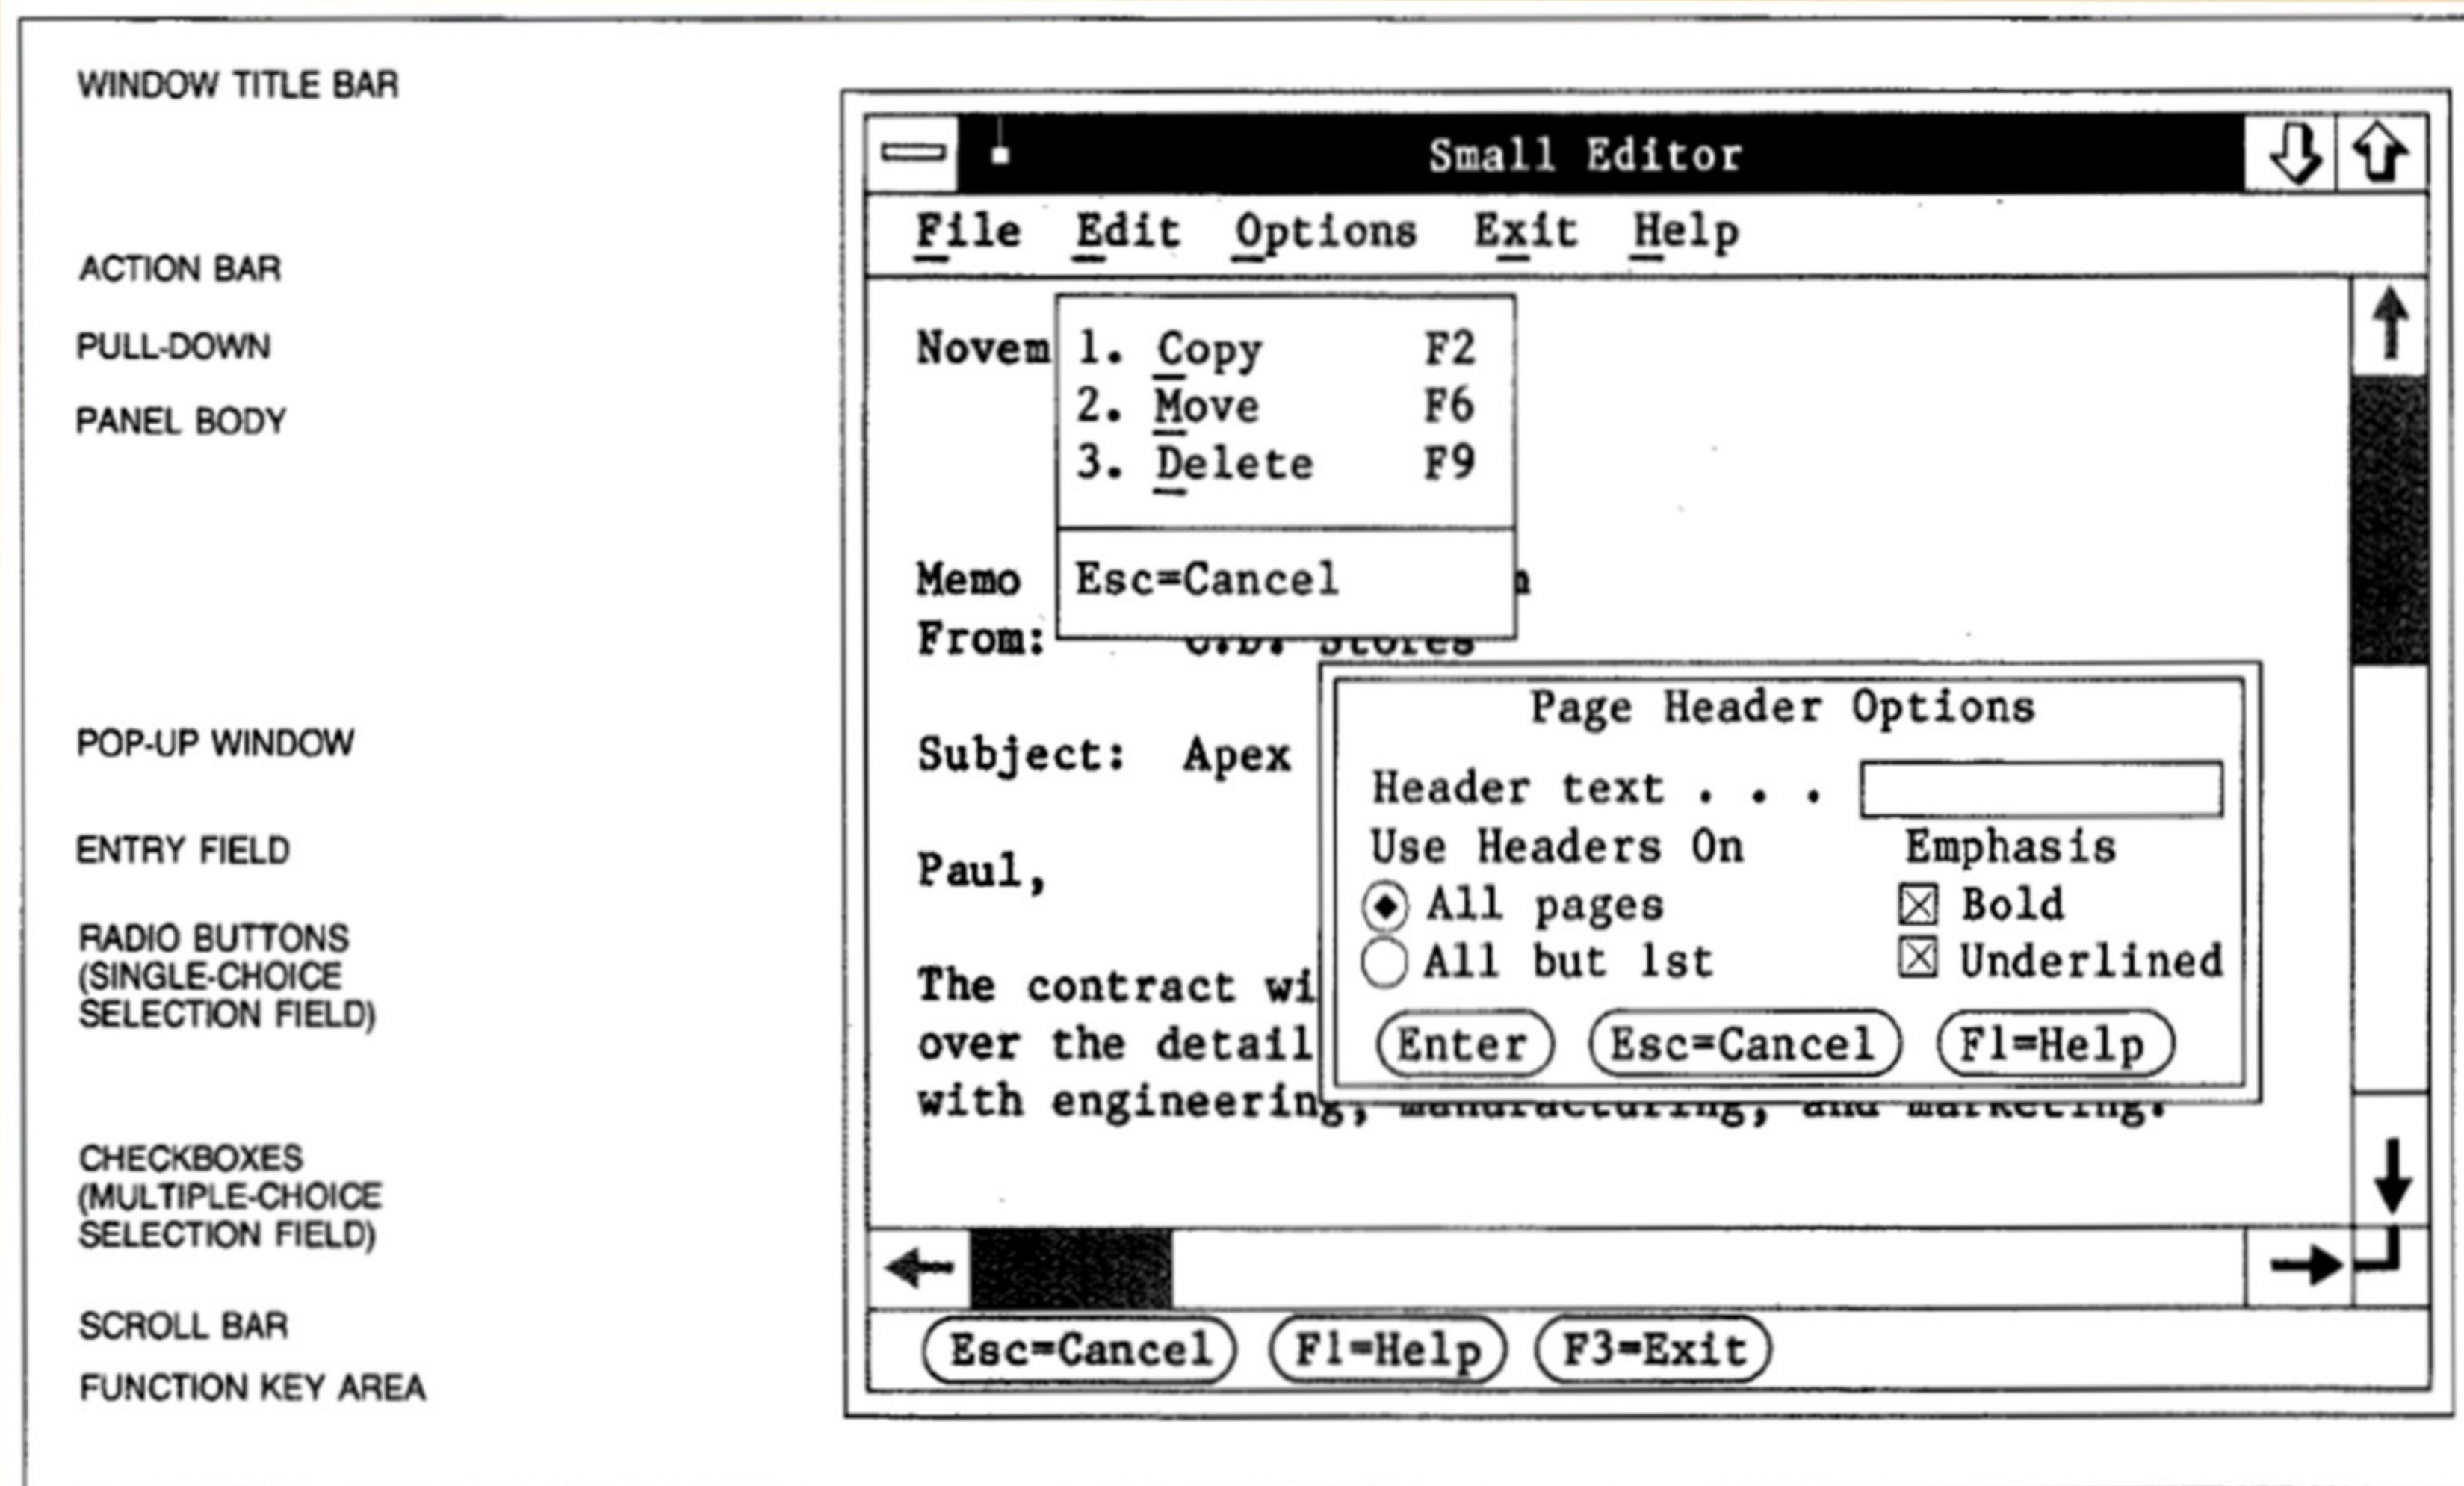 WINDOW TITLE BAR
ACTION BAR
PULL-DOWN
PANEL BODY
POP-UP WINDOW
ENTRY FIELD
RADIO BUTTONS
(SINGLE-CHOICE
SELECTION FIELD)
CHECKBOXES
(MULTIPLE-CHOICE
SELECTION FIELD)
SCROLL BAR
FUNCTION KEY AREA
Small Editor
File Edit Options Exit Help
Novem
1. Copy F2
2. Move F6
3. Delete F9
Esc=Cancel
Memo
From: Stores
Subject: Apex
Paul,
The contract wi
over the detail
with engineering, manufacturing, and marketing.
Page Header Options
Header text . . .
Use Headers On Emphasis
All pages Bold
All but 1st Underlined
Enter Esc=Cancel F1=Help
Esc=Cancel F1=Help F3=Exit